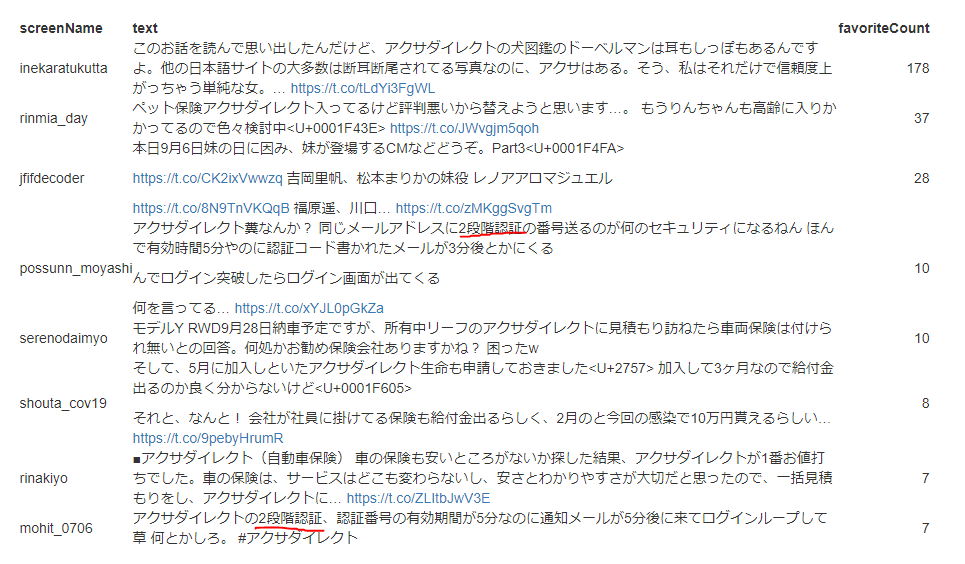 screenName text favoriteCount
このお話を読んで思い出したんだけど、アクサダイレクトの犬図鑑のドーベルマンは耳もしっぽもあるんです
inekaratukutta よ。他の日本語サイトの大多数は断耳断尾されてる写真なのに、アクサはある。そう、私はそれだけで信頼度上 178
がっちゃう単純な女。… https://t.co/tLdYi3FgWL
rinmia_day ペット保険アクサダイレクト入ってるけど評判悪いから替えようと思います…。 もうりんちゃんも高齢に入りか 37
かってるので色々検討中<U+0001F43E> https://t.co/JWvgjm5qoh
本日9月6日妹の日に因み、妹が登場するCMなどどうぞ。Part3<U+0001F4FA>
jfifdecoder https://t.co/CK2ixVwwzq 吉岡里帆、松本まりかの妹役 レノアアロマジュエル 28
https://t.co/8N9TnVKQqB 福原遥、川口… https://t.co/zMKggSvgTm
アクサダイレクト糞なんか？ 同じメールアドレスに2段階認証の番号送るのが何のセキュリティになるねん ほん
で有効時間5分やのに認証コード書かれたメールが3分後とかにくる
possunn_moyashi んでログイン突破したらログイン画面が出てくる 10
何を言ってる… https://t.co/xYJL0pGkZa
serenodaimyo モデルY RWD9月28日納車予定ですが、所有中リーフのアクサダイレクトに見積もり訪ねたら車両保険は付けら 10
れ無いとの回答。何処かお勧め保険会社ありますかね？ 困ったw
そして、5月に加入しといたアクサダイレクト生命も申請しておきました<U+2757> 加入して3ヶ月なので給付金
出るのか良く分からないけど<U+0001F605>
shouta_cov19 それと、なんと！ 会社が社員に掛けてる保険も給付金出るらしく、2月のと今回の感染で10万円貰えるらしい… 8
https://t.co/9pebyHrumR
■アクサダイレクト（自動車保険） 車の保険も安いところがないか探した結果、アクサダイレクトが1番お値打
rinakiyo ちでした。車の保険は、サービスはどこも変わらないし、安さとわかりやすさが大切だと思ったので、一括見積 7
もりをし、アクサダイレクトに… https://t.co/ZLItbJwV3E
mohit_0706 アクサダイレクトの2段階認証、認証番号の有効期間が5分なのに通知メールが5分後に来てログインループして 7
草 何とかしろ。 #アクサダイレクト